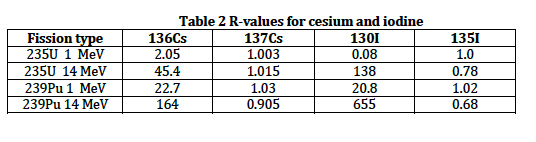 Table 2 R-values for cesium and iodine
Fission type 136Cs 137Cs 130I 135I
235U 1 MeV 2.05 1.003 0.08 1.0
235U 14 MeV 45.4 1.015 138 0.78
239Pu 1 MeV 22.7 1.03 20.8 1.02
239Pu 14 MeV 164 0.905 655 0.68